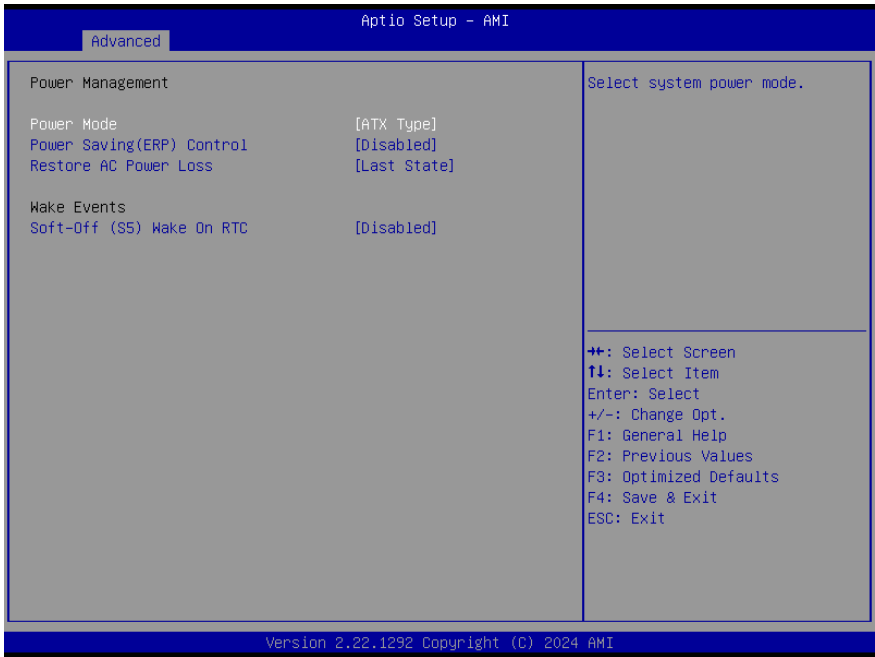 Aptio Setup – AMI
Advanced
Power Management
Power Mode [ATX Type]
Power Saving(ERP) Control [Disabled]
Restore AC Power Loss [Last State]
Wake Events
Soft-Off (S5) Wake On RTC [Disabled]
Select system power mode.
→←: Select Screen
↑↓: Select Item
Enter: Select
+/-: Change Opt.
F1: General Help
F2: Previous Values
F3: Optimized Defaults
F4: Save & Exit
ESC: Exit
Version 2.22.1292 Copyright (C) 2024 AMI